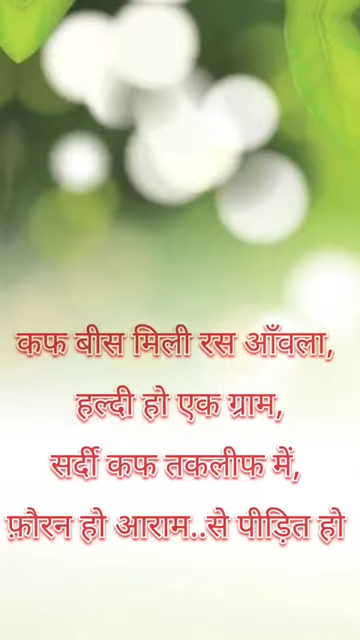 कफ बीस मिली रस आँवला,
हल्दी हो एक ग्राम,
सर्दी कफ तकलीफ में,
फ़ौरन हो आराम..से पीड़ित हो